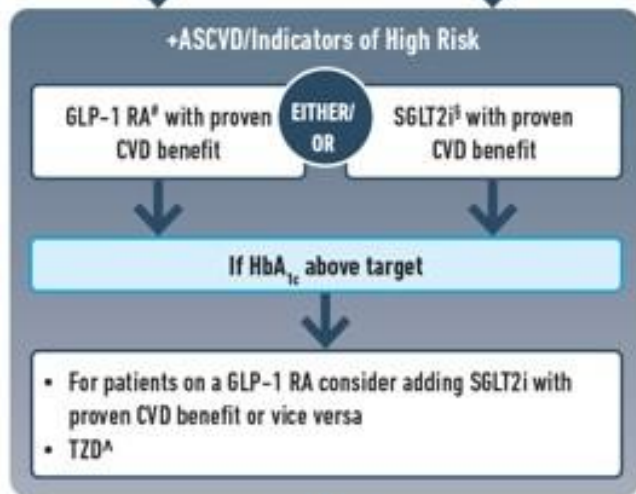 +ASCVD/Indicators of High Risk
GLP-1 RA# with proven
CVD benefit
EITHER/
OR
SGLT2i§ with proven
CVD benefit
If HbA1c above target
• For patients on a GLP-1 RA consider adding SGLT2i with
proven CVD benefit or vice versa
• TZD^